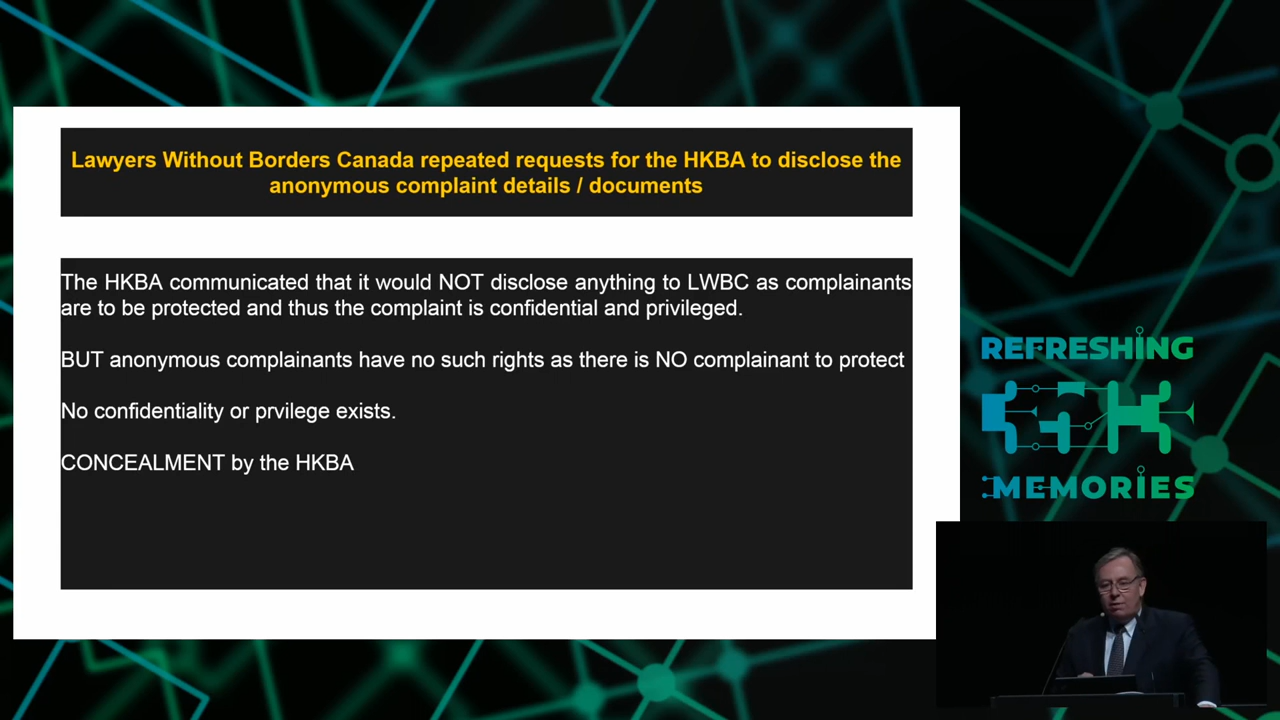 Lawyers Without Borders Canada repeated requests for the HKBA to disclose the
anonymous complaint details / documents
The HKBA communicated that it would NOT disclose anything to LWBC as complainants
are to be protected and thus the complaint is confidential and privileged.
BUT anonymous complainants have no such rights as there is NO complainant to protect
No confidentiality or prvilege exists.
CONCEALMENT by the HKBA
REFRESHING
MEMORIES